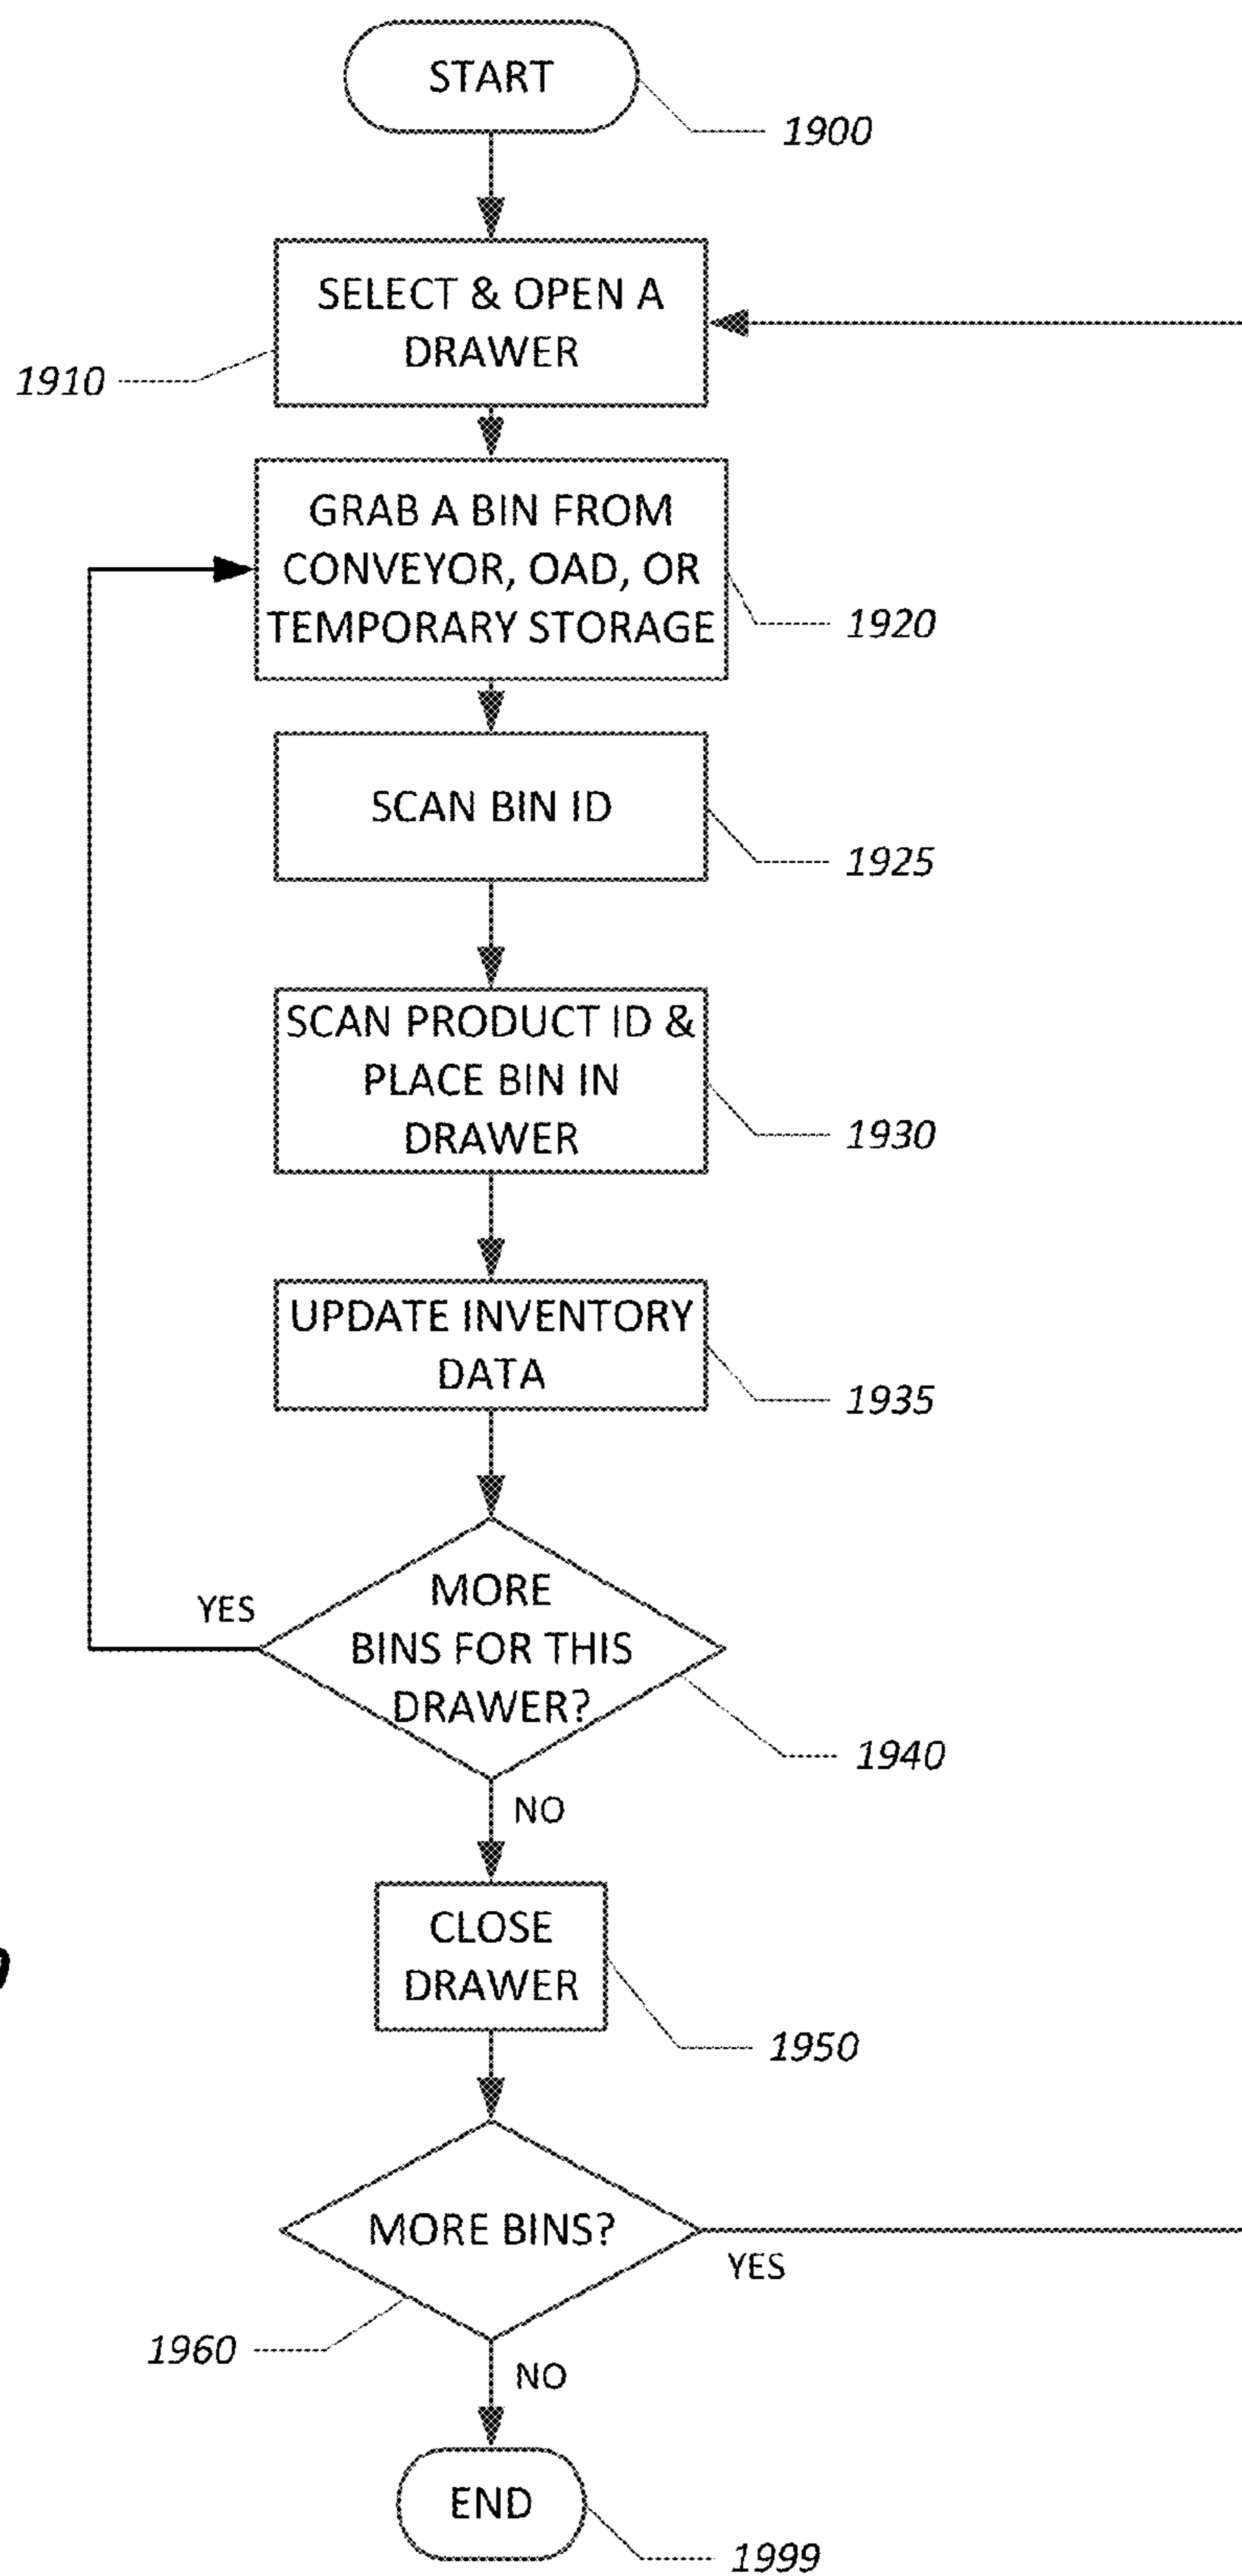 START
1900
SELECT & OPEN A
DRAWER
1910
GRAB A BIN FROM
CONVEYOR, OAD, OR
TEMPORARY STORAGE
1920
SCAN BIN ID
1925
SCAN PRODUCT ID &
PLACE BIN IN
DRAWER
1930
UPDATE INVENTORY
DATA
1935
YES
MORE
BINS FOR THIS
DRAWER?
1940
NO
CLOSE
DRAWER
1950
MORE BINS?
YES
1960
NO
END
1999